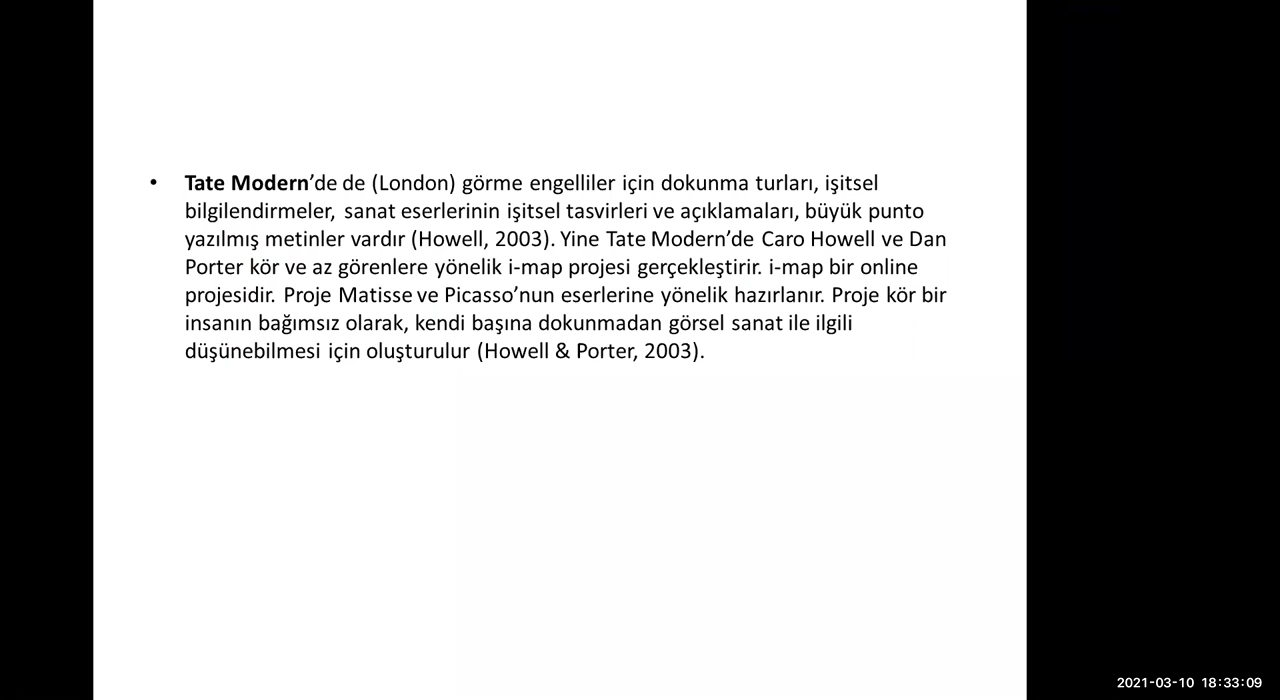 • Tate Modern’de de (London) görme engelliler için dokunma turları, işitsel
bilgilendirmeler, sanat eserlerinin işitsel tasvirleri ve açıklamaları, büyük punto
yazılmış metinler vardır (Howell, 2003). Yine Tate Modern’de Caro Howell ve Dan
Porter kör ve az görenlere yönelik i-map projesi gerçekleştirir. i-map bir online
projesidir. Proje Matisse ve Picasso’nun eserlerine yönelik hazırlanır. Proje kör bir
insanın bağımsız olarak, kendi başına dokunmadan görsel sanat ile ilgili
düşünebilmesi için oluşturulur (Howell & Porter, 2003).
2021-03-10 18:33:09